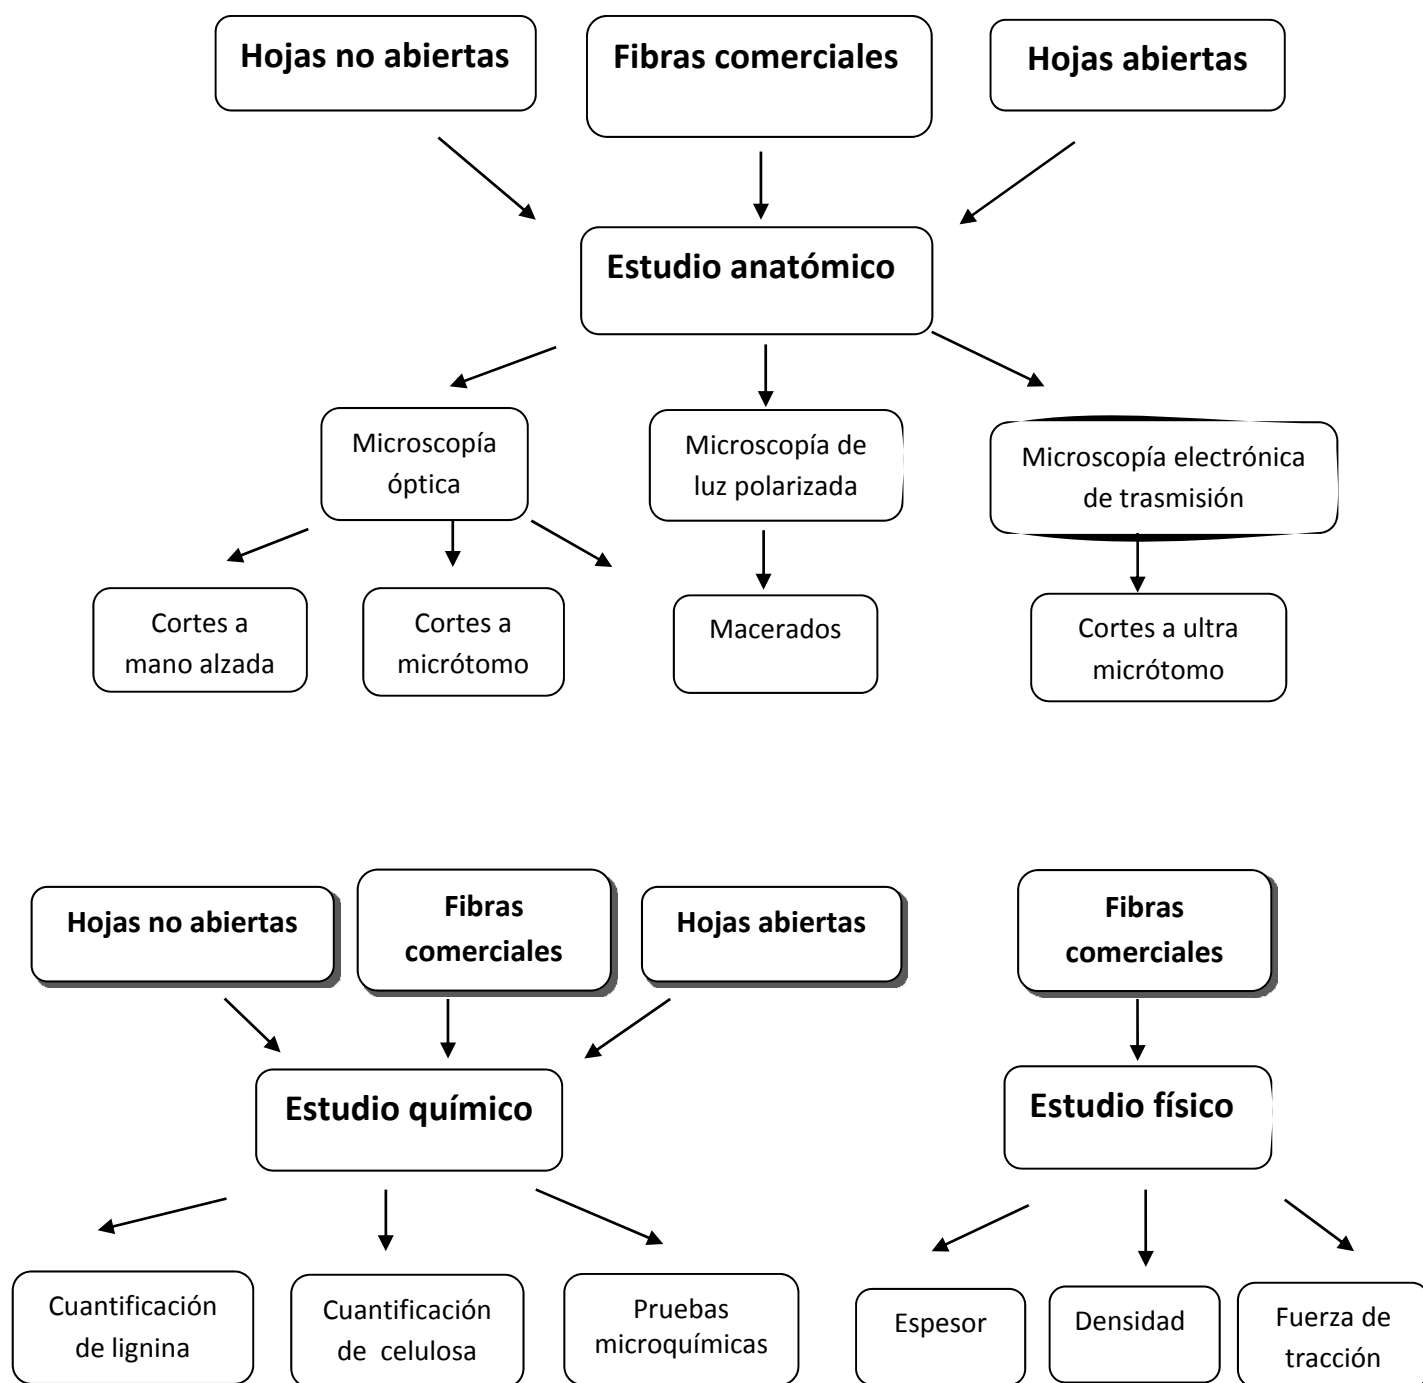 Hojas no abiertas
Fibras comerciales
Hojas abiertas
Estudio anatómico
Microscopía
óptica
Microscopía de
luz polarizada
Microscopía electrónica
de trasmisión
Cortes a
mano alzada
Cortes a
micrótomo
Macerados
Cortes a ultra
micrótomo
Hojas no abiertas
Fibras
comerciales
Hojas abiertas
Fibras
comerciales
Estudio químico
Estudio físico
Cuantificación
de lignina
Cuantificación
de celulosa
Pruebas
microquímicas
Espesor
Densidad
Fuerza de
tracción